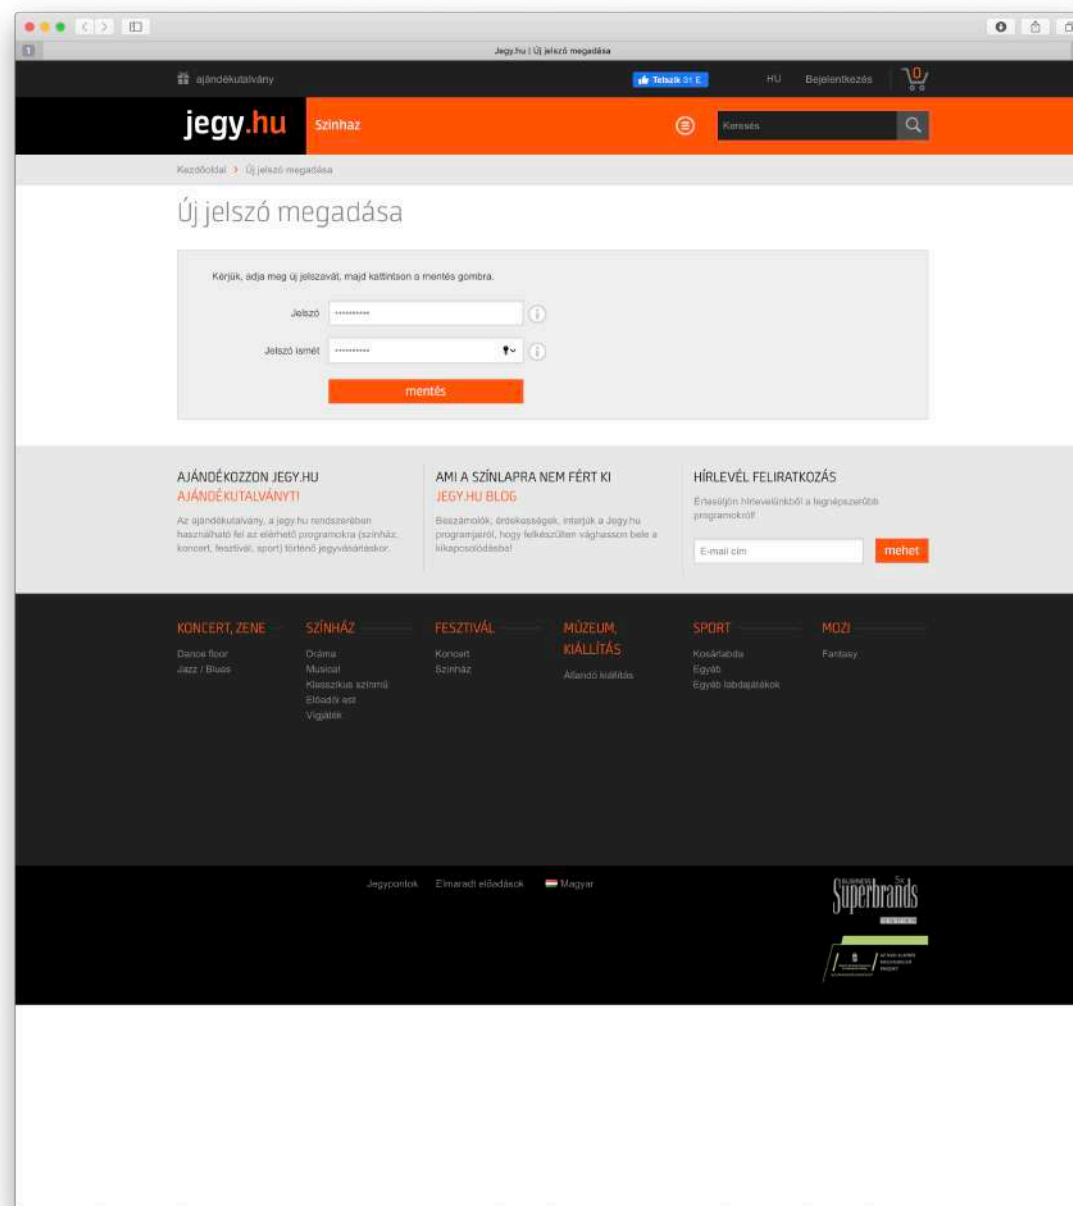 1
Jegy.hu | Új jelszó megadása
ajándékutalvány
Tetszik 31 E
HU
Bejelentkezés
0
jegy.hu
Szinhaz
Keresés
Kezdőoldal > Új jelszó megadása
Új jelszó megadása
Kérjük, adja meg új jelszavát, majd kattintson a mentés gombra.
Jelszó
Jelszó ismét
mentés
AJÁNDÉKOZZON JEGY.HU
AJÁNDÉKUTALVÁNYT!
Az ajándékutalvány, a jegy.hu rendszerében
használható fel az elérhető programokra (színház,
koncert, fesztivál, sport) történő jegyvásárláskor.
AMI A SZÍNLAPRA NEM FÉRT KI
JEGY.HU BLOG
Beszámolók, érdekességek, interjúk a Jegy.hu
programjairól, hogy felkészülten vághasson bele a
kikapcsolódásba!
HÍRLEVÉL FELIRATKOZÁS
Értesüljön hírlevelünkből a legnépszerűbb
programokról!
E-mail cím
mehet
KONCERT, ZENE
Dance floor
Jazz / Blues
SZÍNHÁZ
Dráma
Musical
Klasszikus színmű
Előadói est
Vígjáték
FESZTIVÁL
Koncert
Színház
MÚZEUM,
KIÁLLÍTÁS
Állandó kiállítás
SPORT
Kosárlabda
Egyéb
Egyéb labdajátékok
MOZI
Fantasy
Jegypontok
Elmaradt előadások
Magyar
5x
BUSINESS
Superbrands